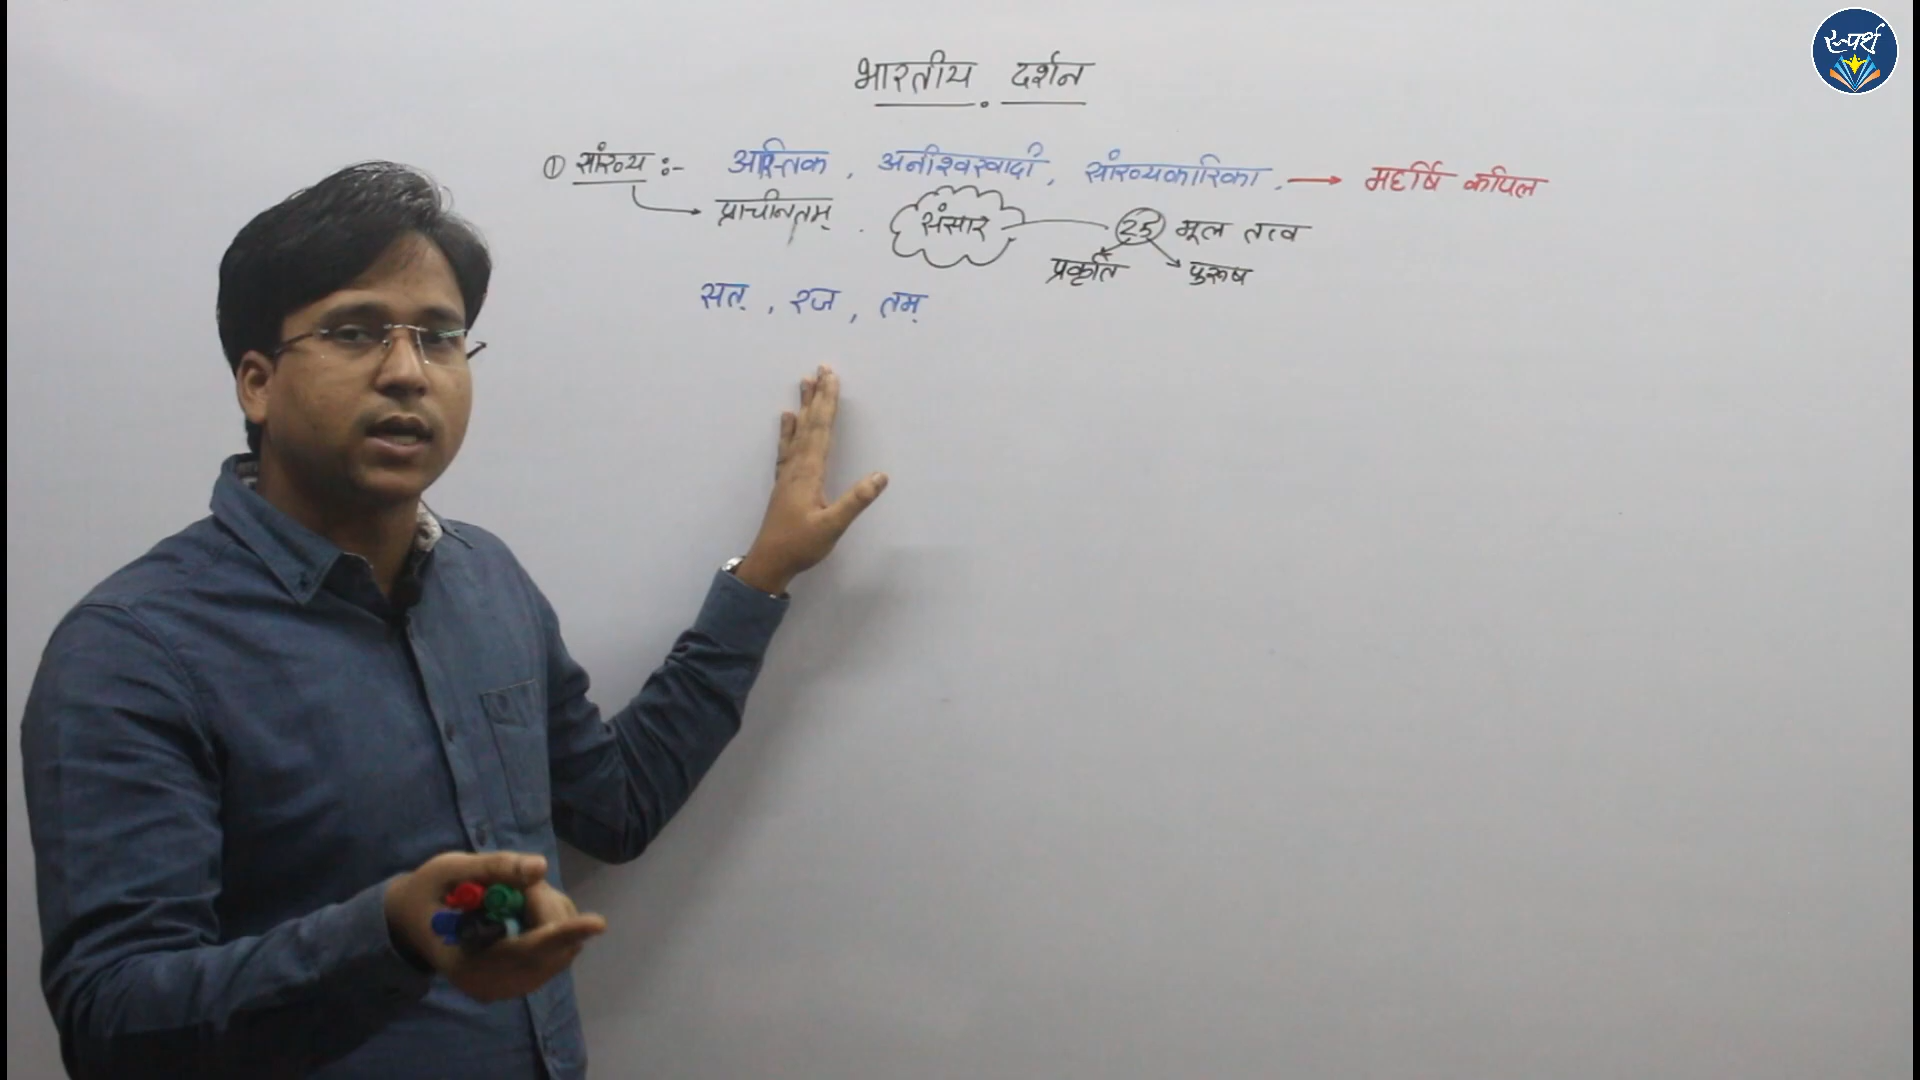 स्पर्श
भारतीय दर्शन
① सांख्य :- आस्तिक , अनीश्वरवादी , सांख्यकारिका . → महर्षि कपिल
प्राचीनतम् . संसार 25 मूल तत्व
प्रकृति पुरूष
सत् , रज , तम्